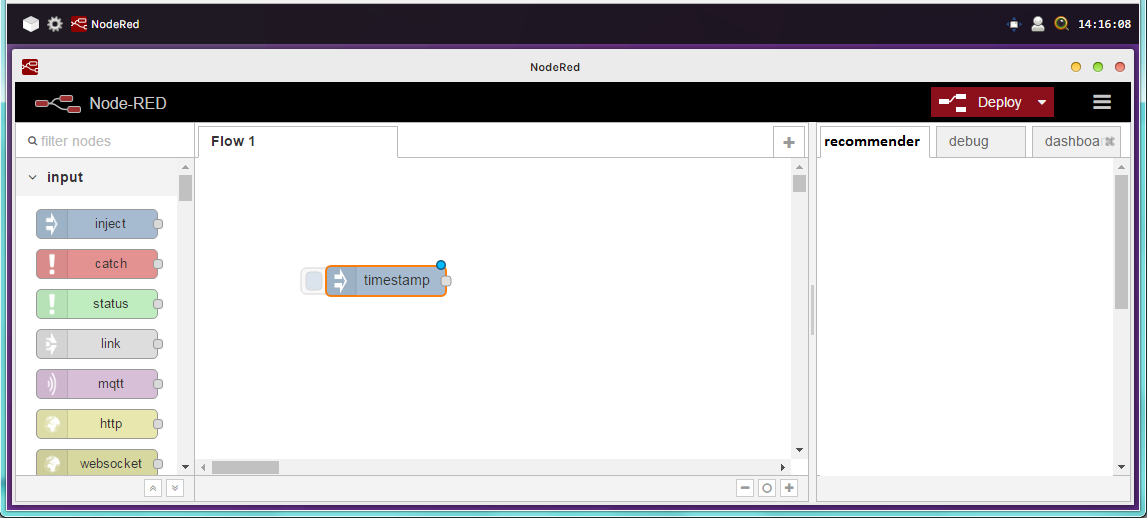 NodeRed
14:16:08
NodeRed
Node-RED
Deploy
filter nodes
Flow 1
recommender
debug
dashboa
input
inject
catch
status
link
mqtt
http
websocket
timestamp